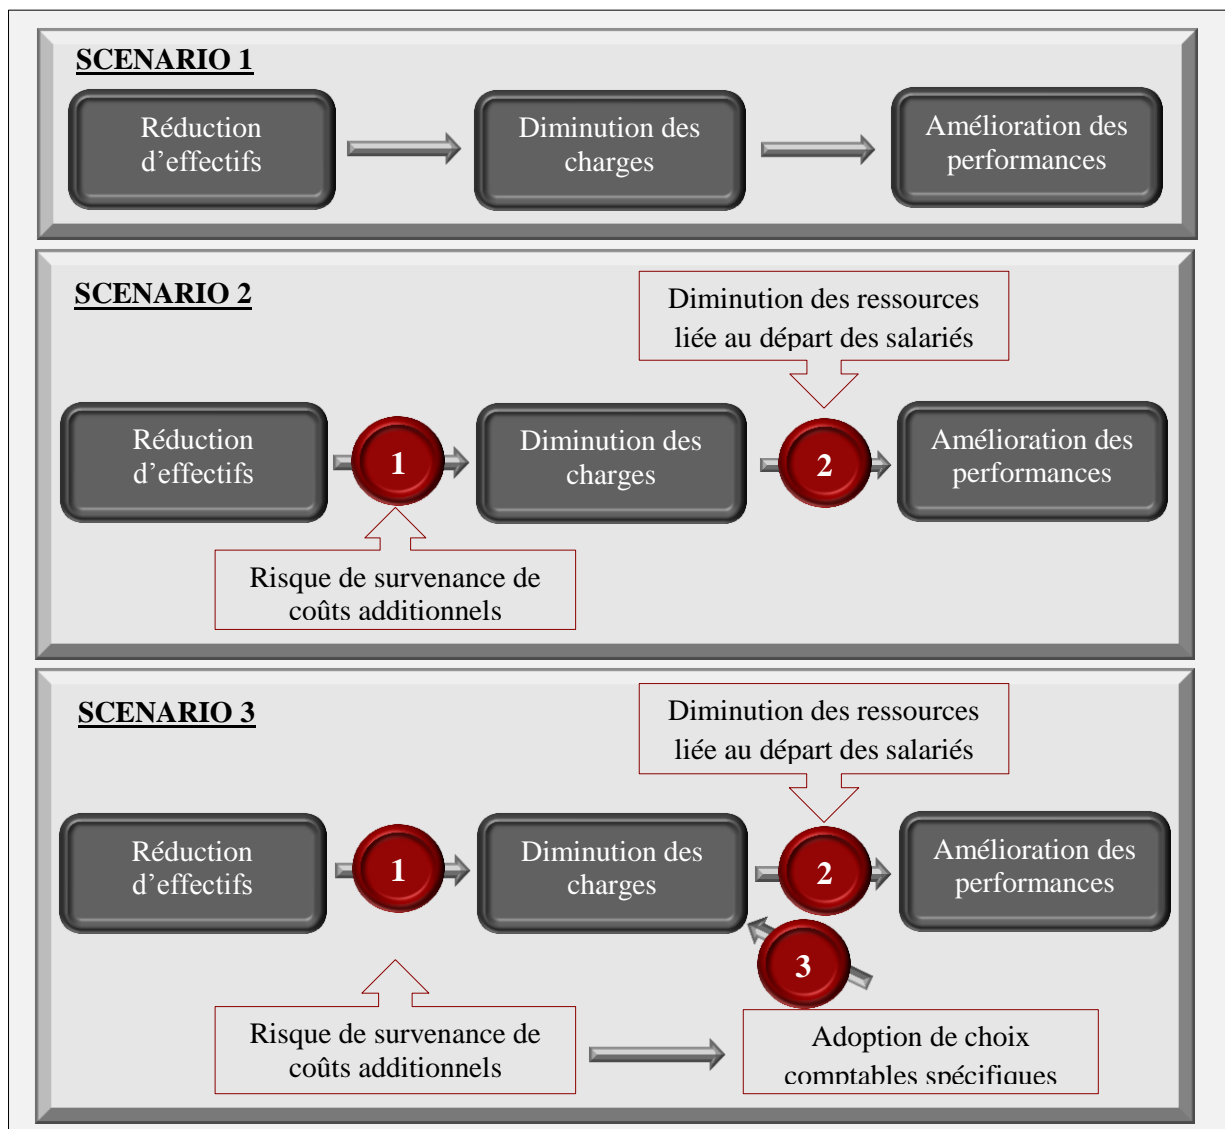 SCENARIO 1
Réduction
d’effectifs
Diminution des
charges
Amélioration des
performances
SCENARIO 2
Diminution des ressources
liée au départ des salariés
Réduction
d’effectifs
1
Diminution des
charges
2
Amélioration des
performances
Risque de survenance de
coûts additionnels
SCENARIO 3
Diminution des ressources
liée au départ des salariés
Réduction
d’effectifs
1
Diminution des
charges
2
Amélioration des
performances
3
Risque de survenance de
coûts additionnels
Adoption de choix
comptables spécifiques